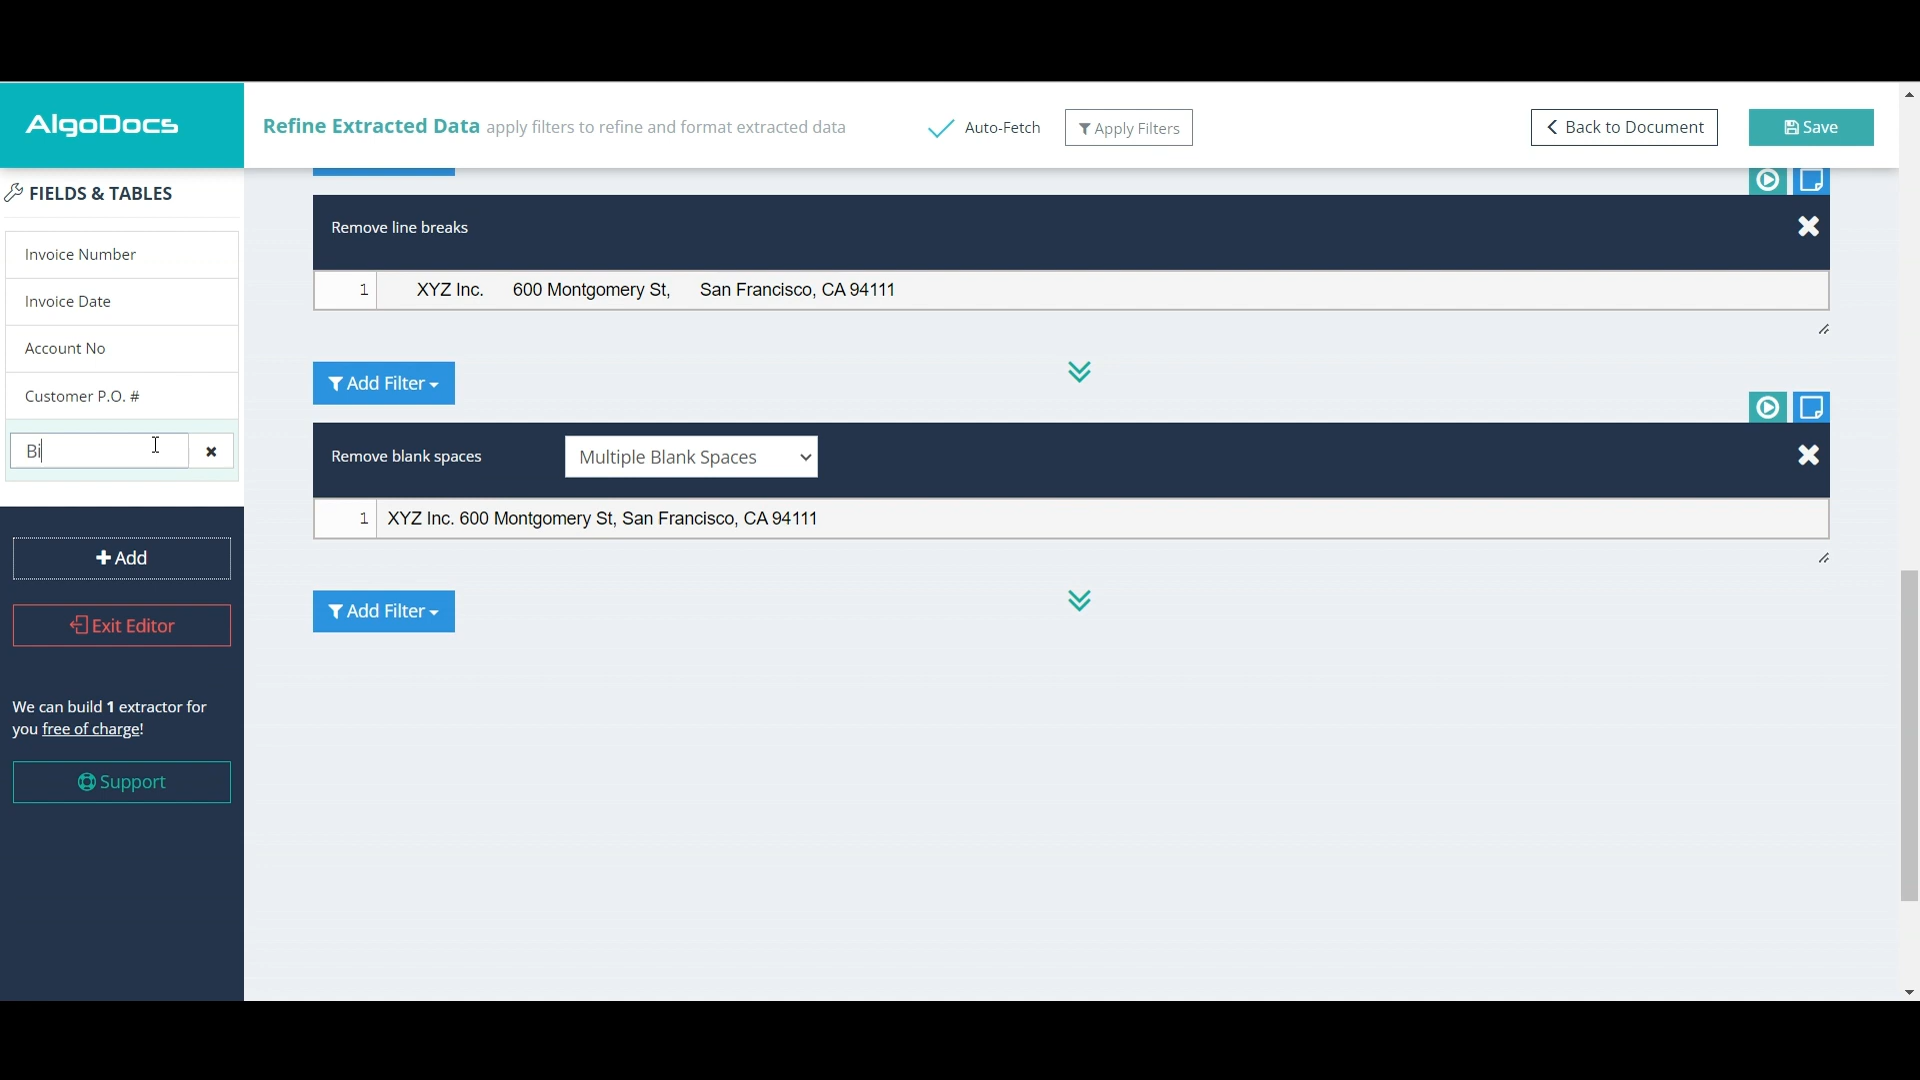 AlgoDocs
Refine Extracted Data apply filters to refine and format extracted data
Auto-Fetch
Apply Filters
Back to Document
Save
FIELDS & TABLES
Invoice Number
Invoice Date
Account No
Customer P.O. #
Bi
+ Add
Exit Editor
We can build 1 extractor for
you free of charge!
Support
Remove line breaks
1 XYZ Inc. 600 Montgomery St, San Francisco, CA 94111
Add Filter
Remove blank spaces
Multiple Blank Spaces
1 XYZ Inc. 600 Montgomery St, San Francisco, CA 94111
Add Filter